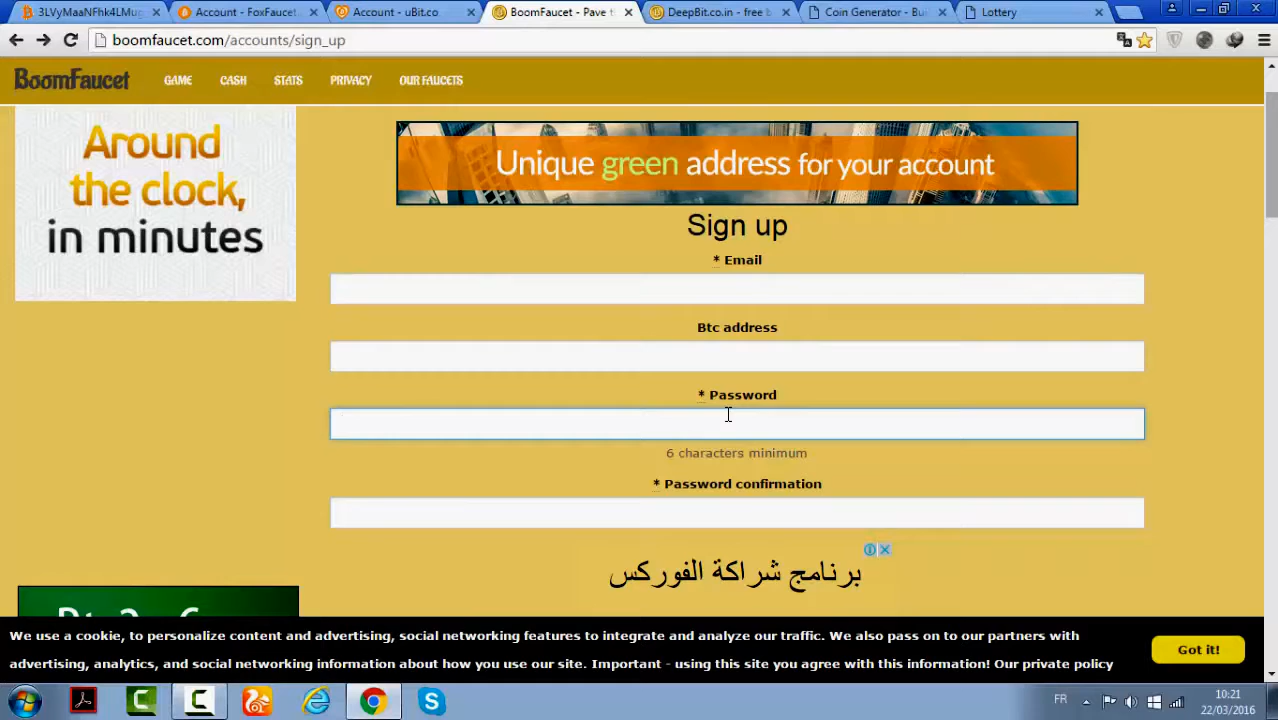 3LVyMaaNFhk4LMug
Account - FoxFaucet
Account - uBit.co
BoomFaucet - Pave t
DeepBit.co.in - free b
Coin Generator - Bui
Lottery
boomfaucet.com/accounts/sign_up
BoomFaucet
GAME
CASH
STATS
PRIVACY
OUR FAUCETS
Around
the clock,
in minutes
Unique green address for your account
Sign up
* Email
Btc address
* Password
6 characters minimum
* Password confirmation
برنامج شراكة الفوركس
We use a cookie, to personalize content and advertising, social networking features to integrate and analyze our traffic. We also pass on to our partners with
advertising, analytics, and social networking information about how you use our site. Important - using this site you agree with this information! Our private policy
Got it!
FR
10:21
22/03/2016